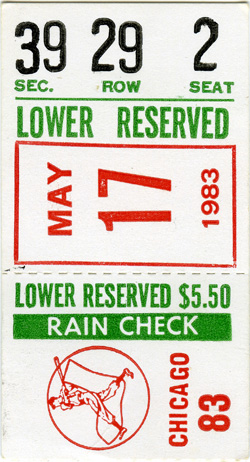 39 29 2
SEC. ROW SEAT
LOWER RESERVED
MAY 17 1983
LOWER RESERVED $5.50
RAIN CHECK
CHICAGO 83